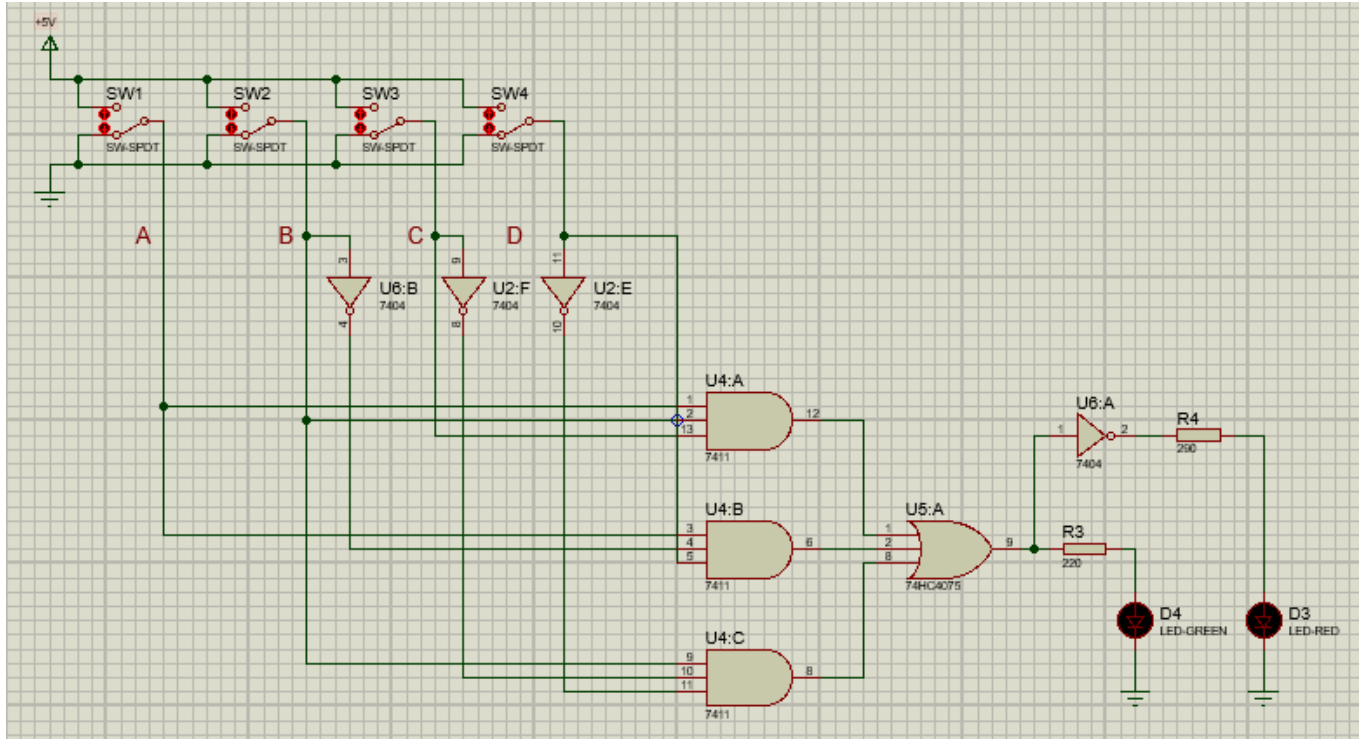 +5V
SW1
SW2
SW3
SW4
SW-SPDT
SW-SPDT
SW-SPDT
SW-SPDT
A
B
C
D
3
9
11
U6:B
7404
U2:F
7404
U2:E
7404
4
8
10
U4:A
1
2
13
12
7411
U6:A
1
2
7404
R4
290
U4:B
3
4
5
6
7411
U5:A
1
2
8
9
74HC4075
R3
220
D4
LED-GREEN
D3
LED-RED
U4:C
9
10
11
8
7411